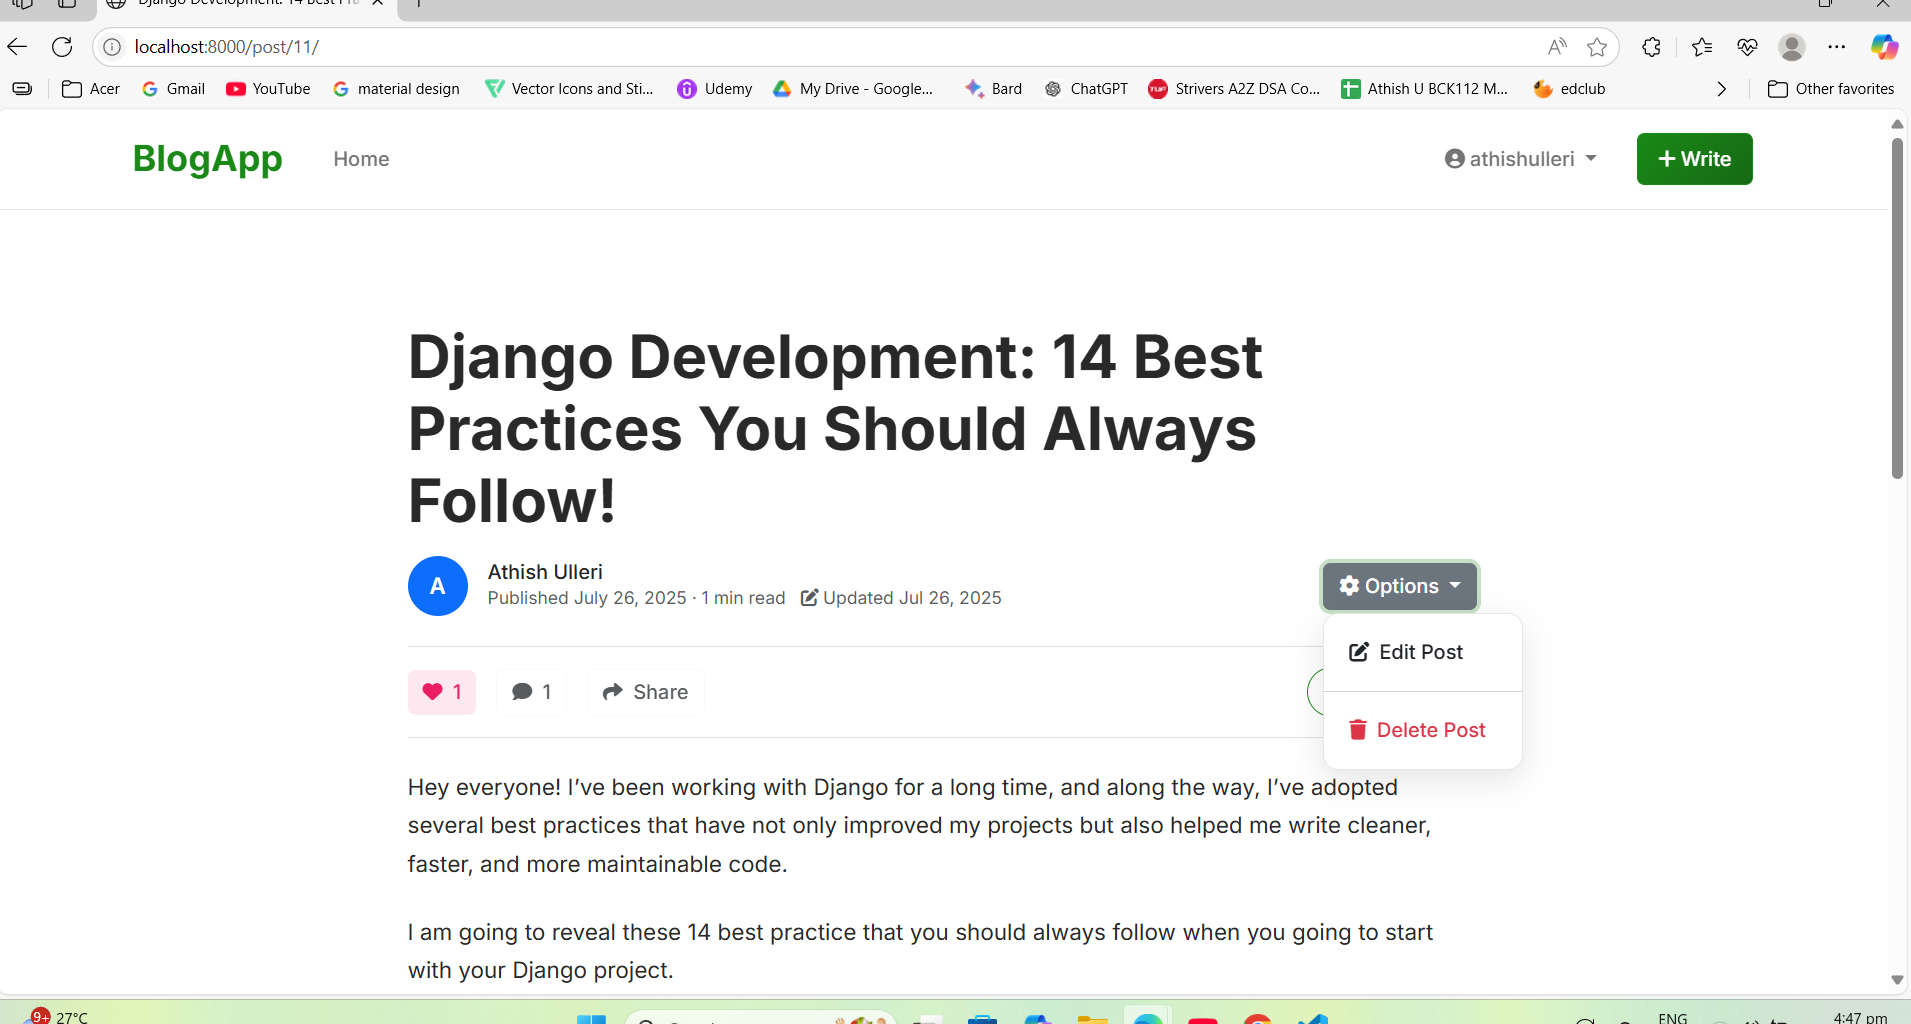 localhost:8000/post/11/
Acer
Gmail
YouTube
material design
Vector Icons and Sti...
Udemy
My Drive - Google...
Bard
ChatGPT
Strivers A2Z DSA Co...
Athish U BCK112 M...
edclub
Other favorites
BlogApp
Home
athishulleri
+ Write
Django Development: 14 Best
Practices You Should Always
Follow!
A
Athish Ulleri
Published July 26, 2025 · 1 min read
Updated Jul 26, 2025
Options
Edit Post
Delete Post
1
1
Share
Hey everyone! I’ve been working with Django for a long time, and along the way, I’ve adopted
several best practices that have not only improved my projects but also helped me write cleaner,
faster, and more maintainable code.
I am going to reveal these 14 best practice that you should always follow when you going to start
with your Django project.
9+
27°C
ENG
4:47 pm